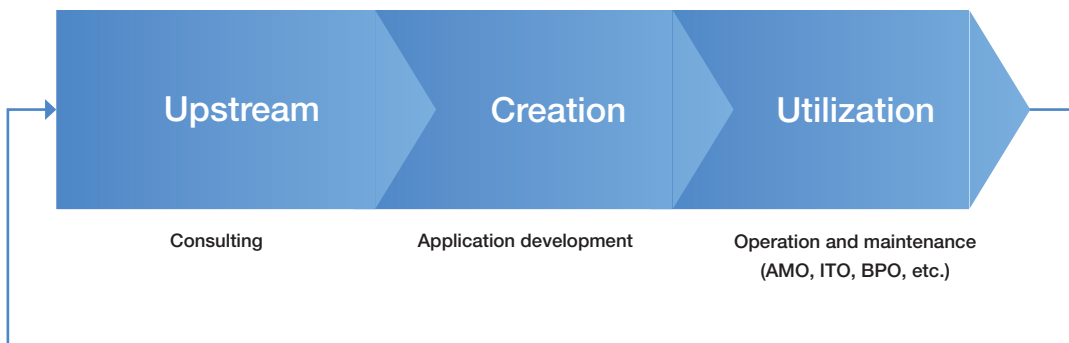 Upstream
Creation
Utilization
Consulting
Application development
Operation and maintenance
(AMO, ITO, BPO, etc.)